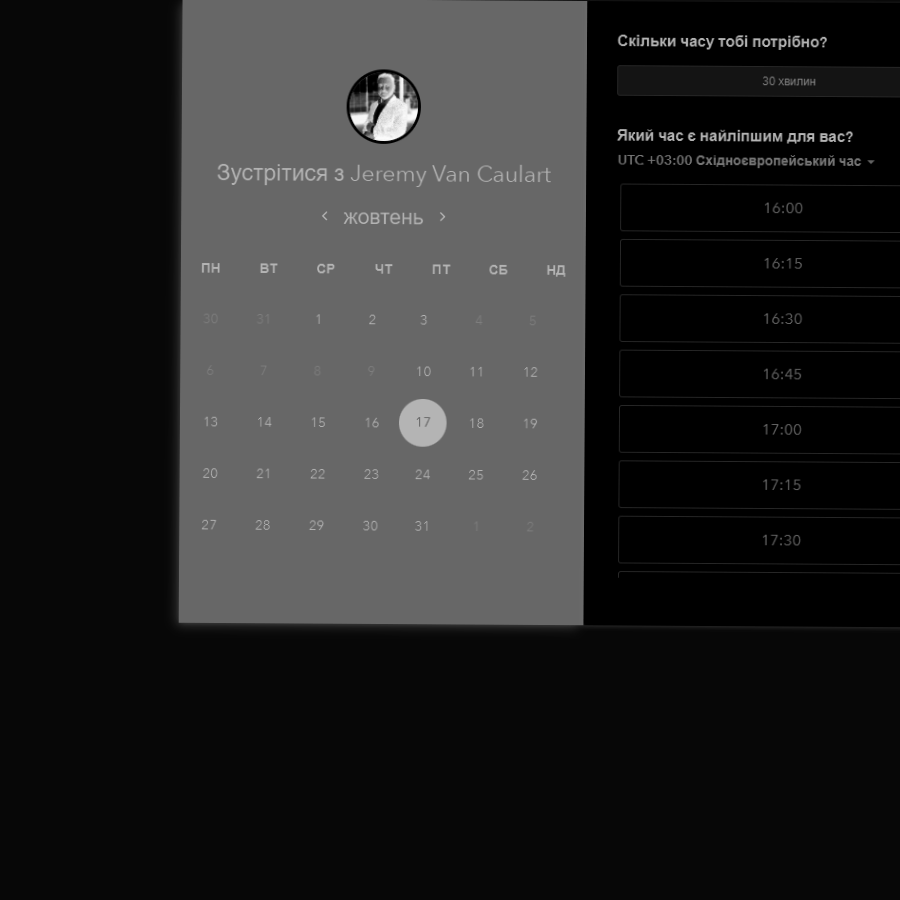 Зустрітися з Jeremy Van Caulart
жовтень
ПН ВТ СР ЧТ ПТ СБ НД
30 31 1 2 3 4 5
6 7 8 9 10 11 12
13 14 15 16 17 18 19
20 21 22 23 24 25 26
27 28 29 30 31 1 2
Скільки часу тобі потрібно?
30 хвилин
Який час є найліпшим для вас?
UTC +03:00 Східноєвропейський час
16:00
16:15
16:30
16:45
17:00
17:15
17:30